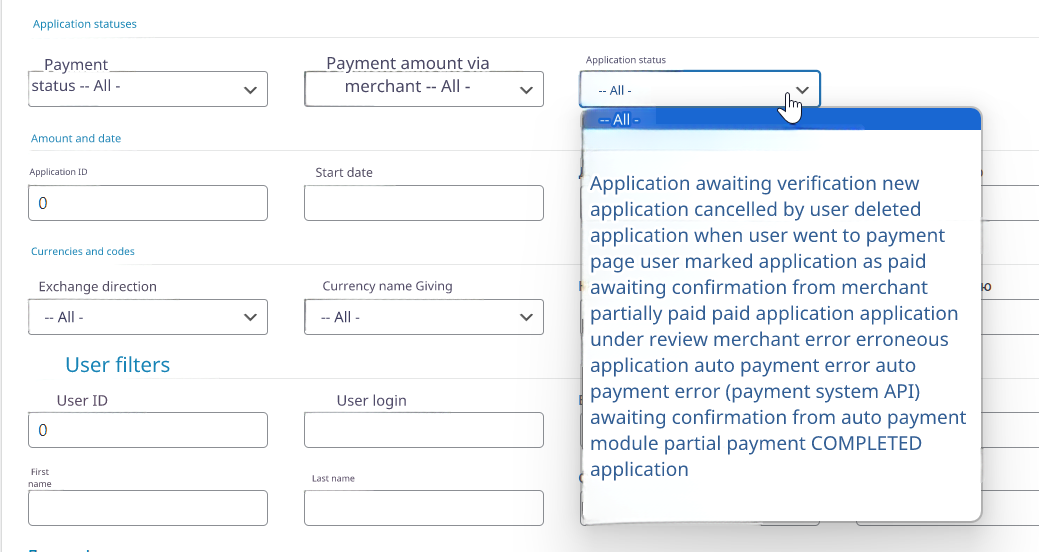 Application statuses
Payment
status -- All -
Payment amount via
merchant -- All -
Application status
-- All -
-- All -
Amount and date
Application ID
Start date
0
Application awaiting verification new
application cancelled by user deleted
application when user went to payment
page user marked application as paid
awaiting confirmation from merchant
partially paid paid application application
under review merchant error erroneous
application auto payment error auto
payment error (payment system API)
awaiting confirmation from auto payment
module partial payment COMPLETED
application
Currencies and codes
Exchange direction
Currency name Giving
-- All -
-- All -
User filters
User ID
User login
0
First
name
Last name